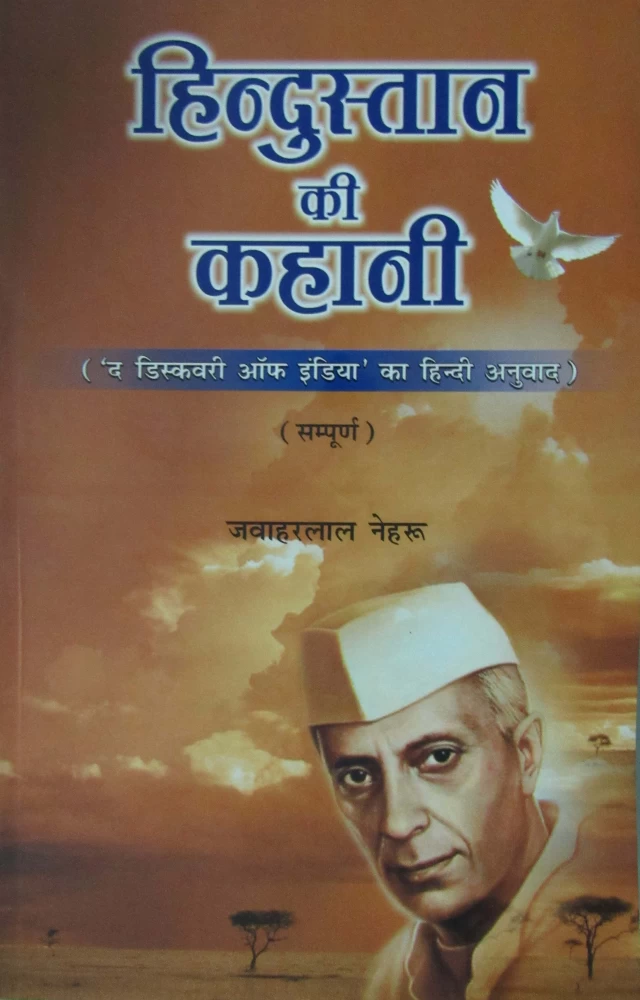 हिन्दुस्तान
की
कहानी
( 'द डिस्कवरी ऑफ इंडिया' का हिन्दी अनुवाद )
( सम्पूर्ण )
जवाहरलाल नेहरू